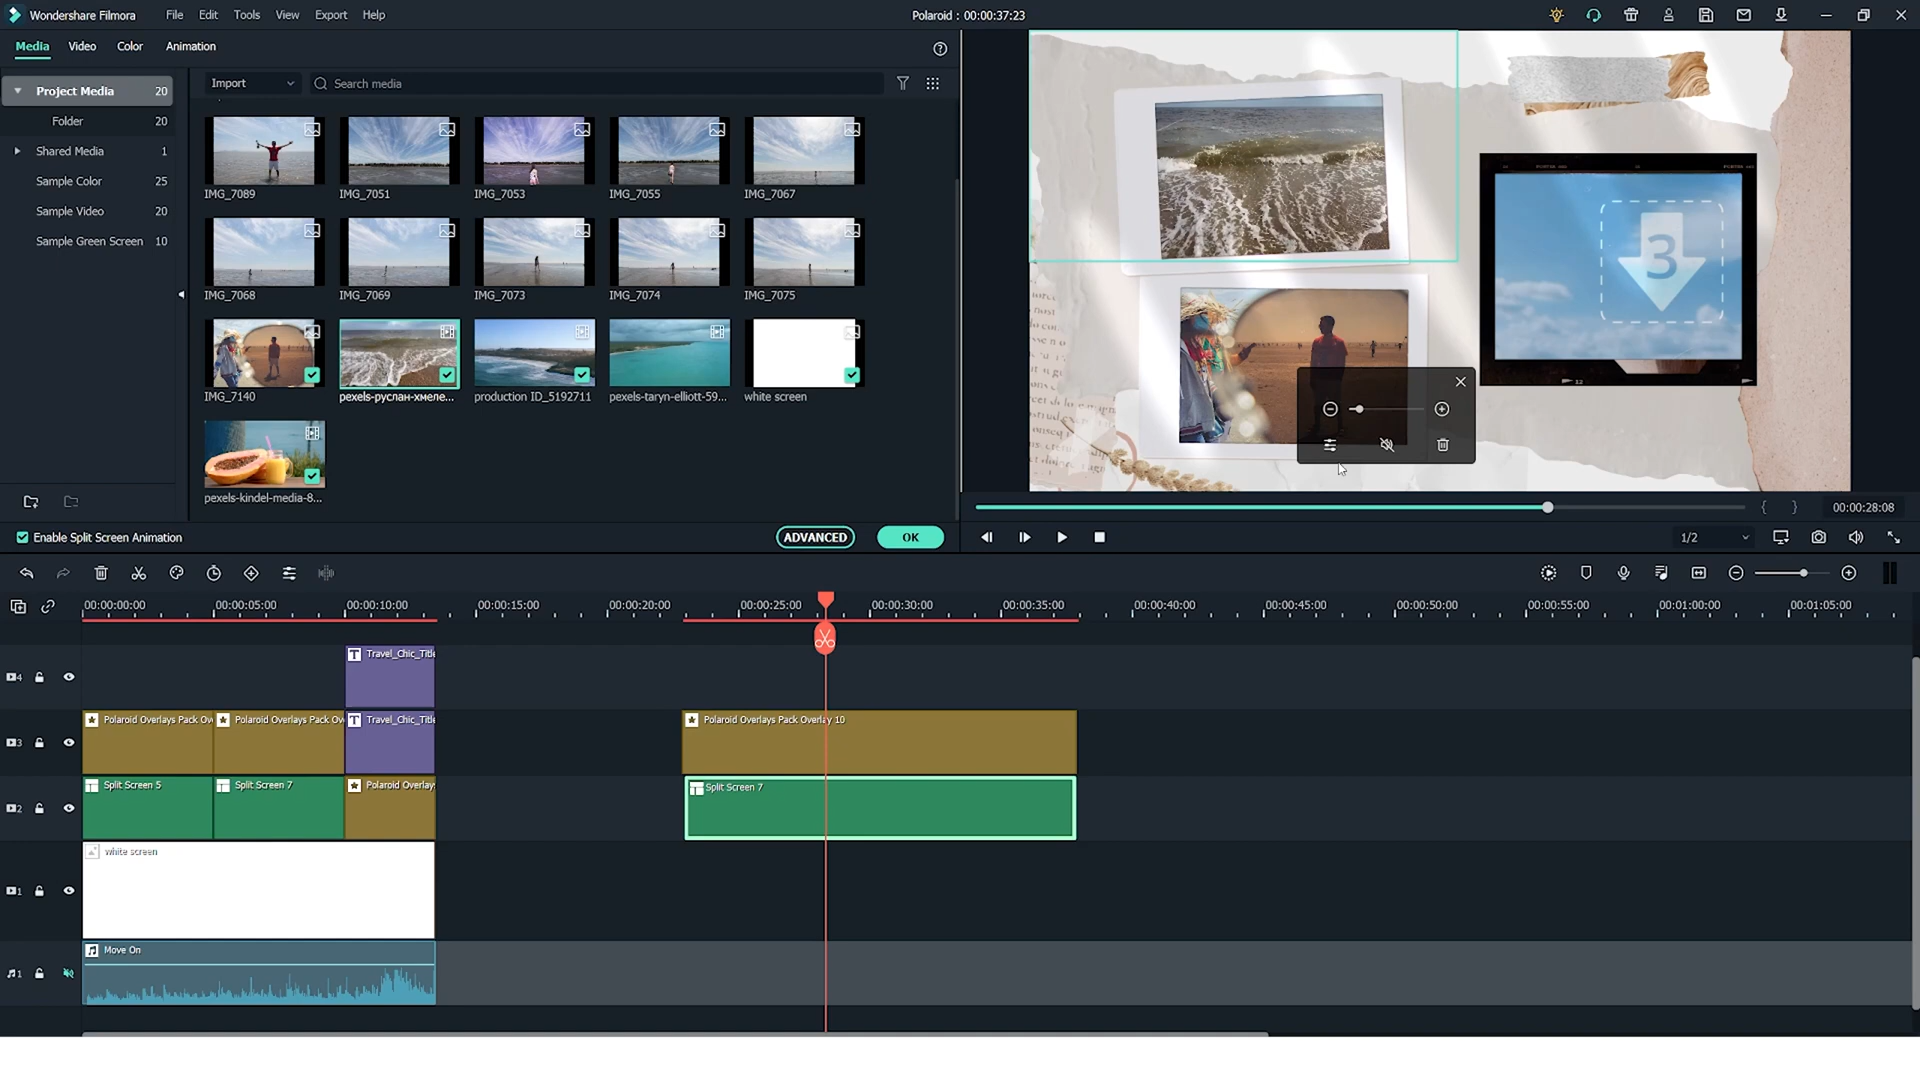 Wondershare Filmora
File
Edit
Tools
View
Export
Help
Polaroid : 00:00:37:23
Media
Video
Color
Animation
Project Media 20
Folder 20
Shared Media 1
Sample Color 25
Sample Video 20
Sample Green Screen 10
Import
Search media
IMG_7089
IMG_7051
IMG_7053
IMG_7055
IMG_7067
IMG_7068
IMG_7069
IMG_7073
IMG_7074
IMG_7075
IMG_7140
pexels-руслан-хмеле...
production ID_5192711
pexels-taryn-elliott-59...
white screen
pexels-kindel-media-8...
Enable Split Screen Animation
ADVANCED
OK
3
12
00:00:28:08
1/2
00:00:00:00
00:00:05:00
00:00:10:00
00:00:15:00
00:00:20:00
00:00:25:00
00:00:30:00
00:00:35:00
00:00:40:00
00:00:45:00
00:00:50:00
00:00:55:00
00:01:00:00
00:01:05:00
4
T Travel_Chic_Title
3
Polaroid Overlays Pack Ov
Polaroid Overlays Pack Ov
T Travel_Chic_Title
Polaroid Overlays Pack Overlay 10
2
Split Screen 5
Split Screen 7
Polaroid Overlay
Split Screen 7
1
white screen
1
Move On